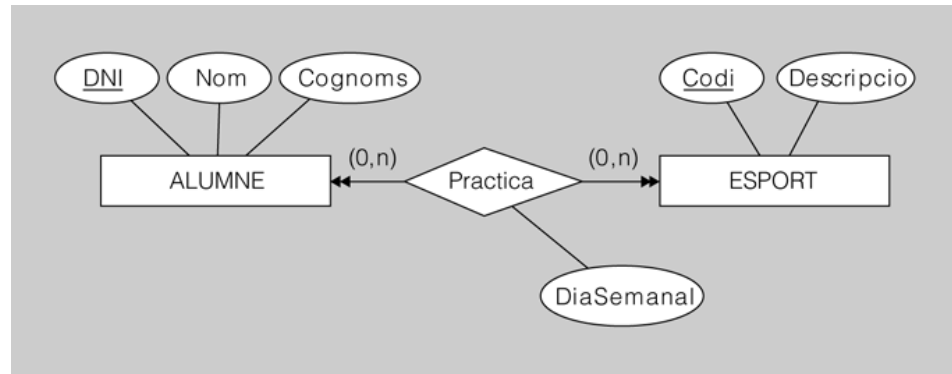 DNI Nom Cognoms Codi Descripcio
ALUMNE (0,n) Practica (0,n) ESPORT
DiaSemanal